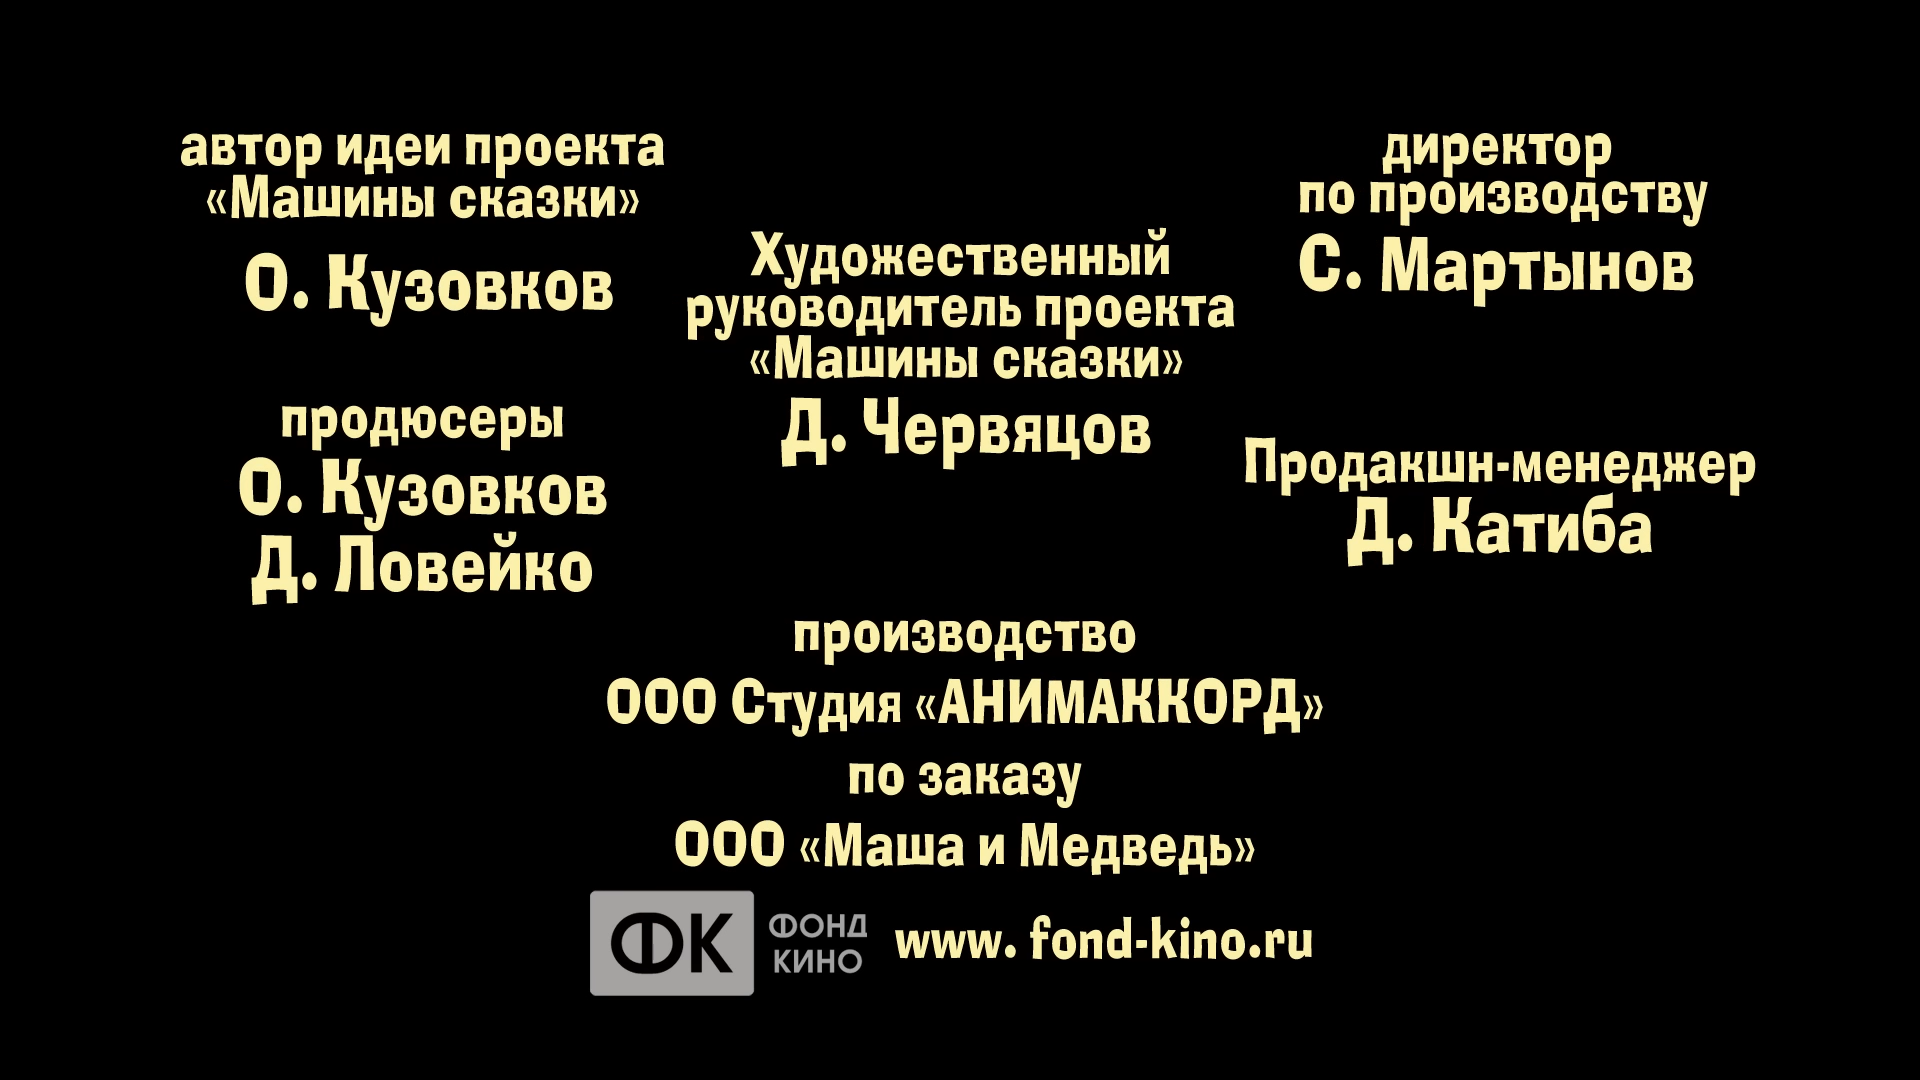 автор идеи проекта
«Машины сказки»
О. Кузовков
продюсеры
О. Кузовков
Д. Ловейко
Художественный
руководитель проекта
«Машины сказки»
Д. Червяцов
директор
по производству
С. Мартынов
Продакшн-менеджер
Д. Катиба
производство
ООО Студия «АНИМАККОРД»
по заказу
ООО «Маша и Медведь»
ФК
ФОНД
КИНО
www. fond-kino.ru